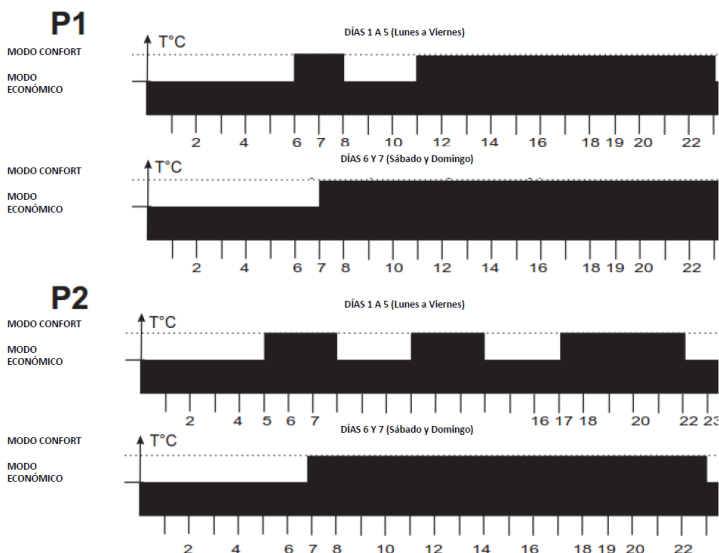 P1
DÍAS 1 A 5 (Lunes a Viernes)
T°C
MODO CONFORT
MODO
ECONÓMICO
2 4 6 7 8 10 12 14 16 18 19 20 22
DÍAS 6 Y 7 (Sábado y Domingo)
T°C
MODO CONFORT
MODO
ECONÓMICO
2 4 6 7 8 10 12 14 16 18 19 20 22
P2
DÍAS 1 A 5 (Lunes a Viernes)
T°C
MODO CONFORT
MODO
ECONÓMICO
2 4 5 6 7 16 17 18 20 22 23
DÍAS 6 Y 7 (Sábado y Domingo)
T°C
MODO CONFORT
MODO
ECONÓMICO
2 4 6 7 8 10 12 14 16 18 19 20 22